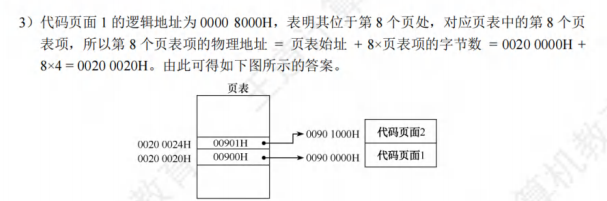 3）代码页面 1 的逻辑地址为 0000 8000H，表明其位于第 8 个页处，对应页表中的第 8 个页
表项，所以第 8 个页表项的物理地址 = 页表始址 + 8×页表项的字节数 = 0020 0000H +
8×4 = 0020 0020H。由此可得如下图所示的答案。
页表
0090 1000H 代码页面2
0020 0024H 00901H
0020 0020H 00900H 0090 0000H 代码页面1